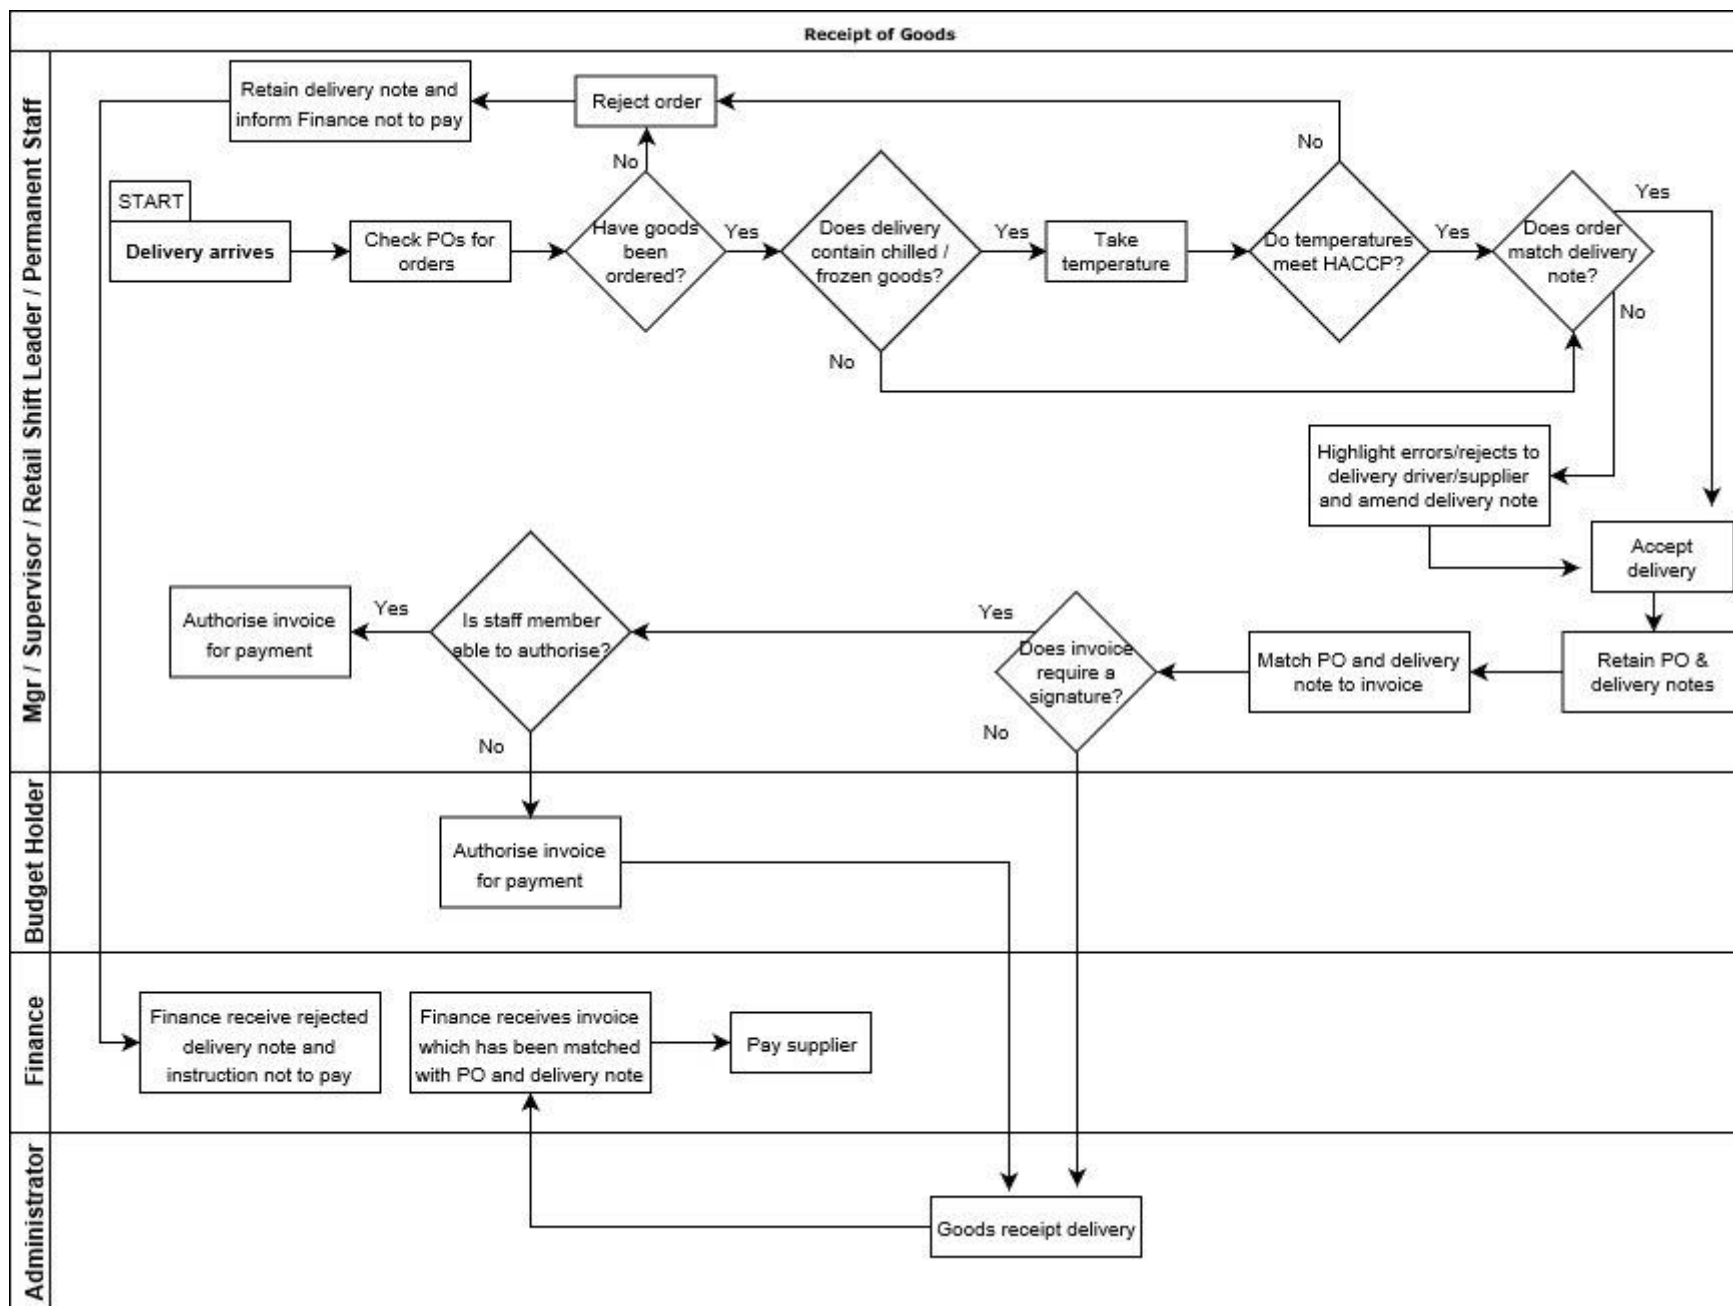 Receipt of Goods
Mgr / Supervisor / Retail Shift Leader / Permanent Staff
Retain delivery note and
inform Finance not to pay
Reject order
No
No
START
Delivery arrives
Check POs for
orders
Have goods
been
ordered?
Yes
Does delivery
contain chilled /
frozen goods?
Yes
Take
temperature
Do temperatures
meet HACCP?
Yes
Does order
match delivery
note?
Yes
No
No
Highlight errors/rejects to
delivery driver/supplier
and amend delivery note
Accept
delivery
Retain PO &
delivery notes
Match PO and delivery
note to invoice
Does invoice
require a
signature?
Yes
No
Is staff member
able to authorise?
Yes
No
Authorise invoice
for payment
Budget Holder
Authorise invoice
for payment
Finance
Finance receive rejected
delivery note and
instruction not to pay
Finance receives invoice
which has been matched
with PO and delivery note
Pay supplier
Administrator
Goods receipt delivery